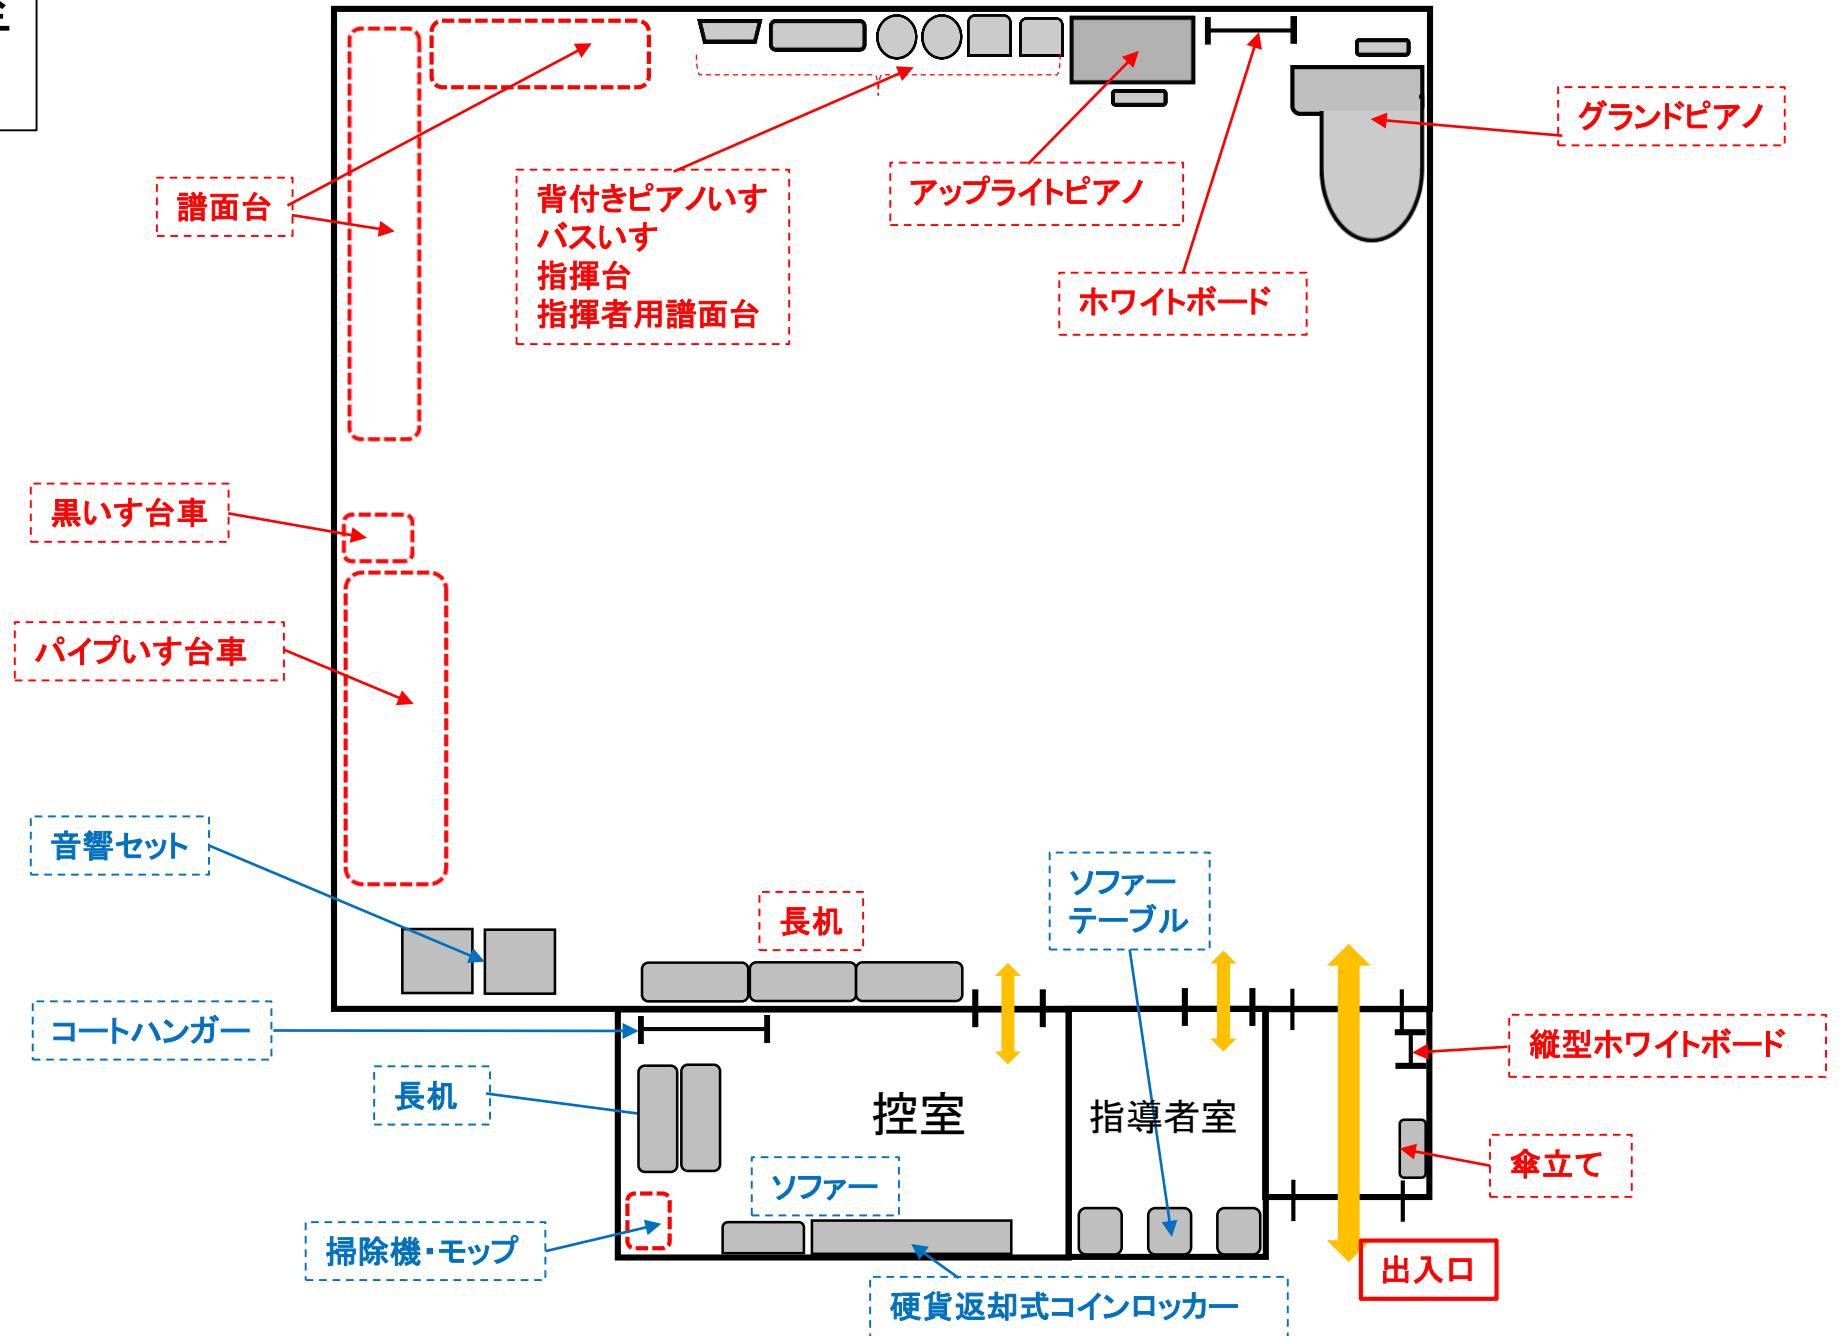 グランドピアノ
譜面台
背付きピアノいす
バスいす
指揮台
指揮者用譜面台
アップライトピアノ
ホワイトボード
黒いす台車
パイプいす台車
音響セット
長机
ソファー
テーブル
コートハンガー
縦型ホワイトボード
長机
控室
指導者室
傘立て
ソファー
掃除機・モップ
出入口
硬貨返却式コインロッカー